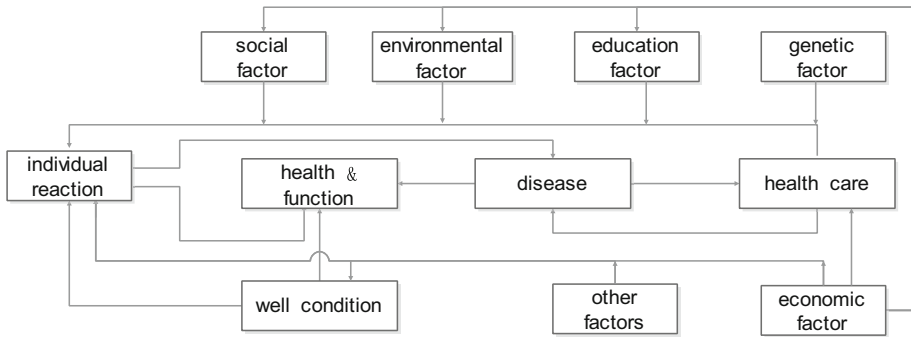 social
factor
environmental
factor
education
factor
genetic
factor
individual
reaction
health &
function
disease
health care
well condition
other
factors
economic
factor